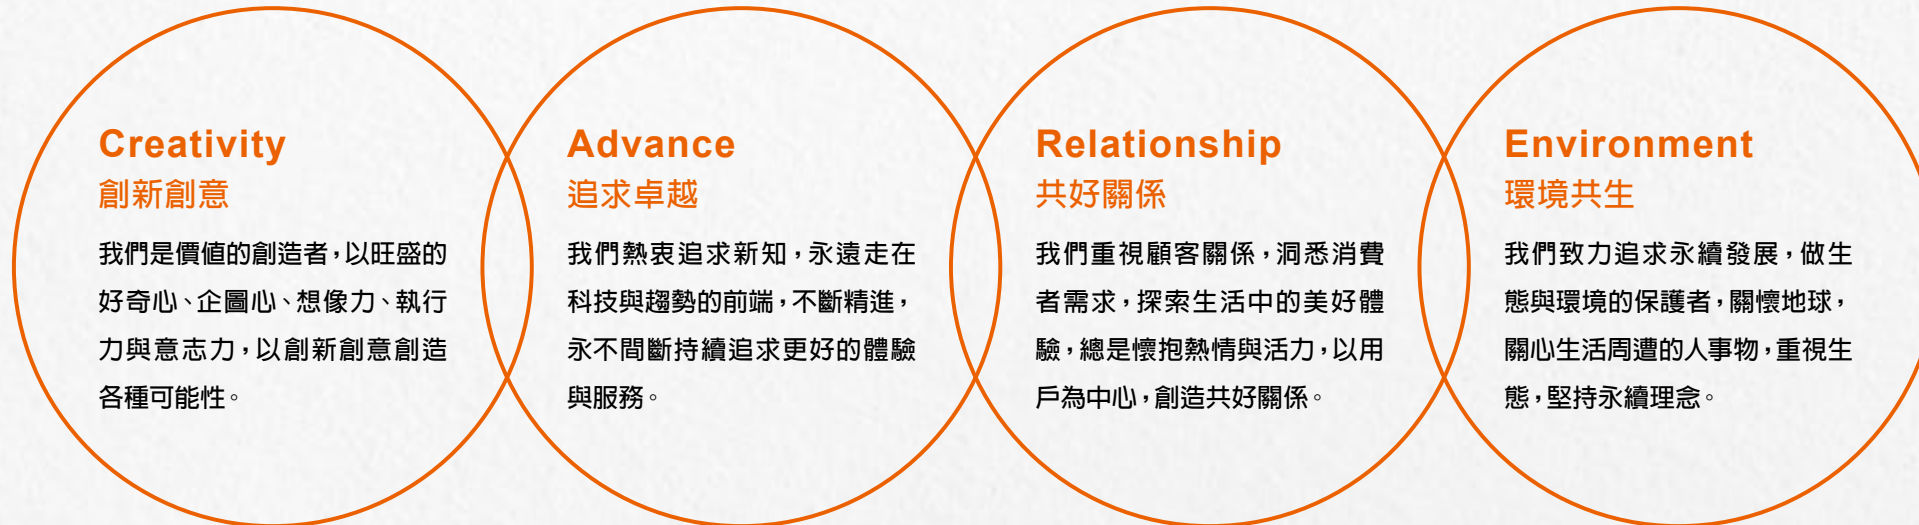 Creativity
創新創意
我們是價值的創造者，以旺盛的
好奇心、企圖心、想像力、執行
力與意志力，以創新創意創造
各種可能性。
Advance
追求卓越
我們熱衷追求新知，永遠走在
科技與趨勢的前端，不斷精進，
永不間斷持續追求更好的體驗
與服務。
Relationship
共好關係
我們重視顧客關係，洞悉消費
者需求，探索生活中的美好體
驗，總是懷抱熱情與活力，以用
戶為中心，創造共好關係。
Environment
環境共生
我們致力追求永續發展，做生
態與環境的保護者，關懷地球，
關心生活周遭的人事物，重視生
態，堅持永續理念。